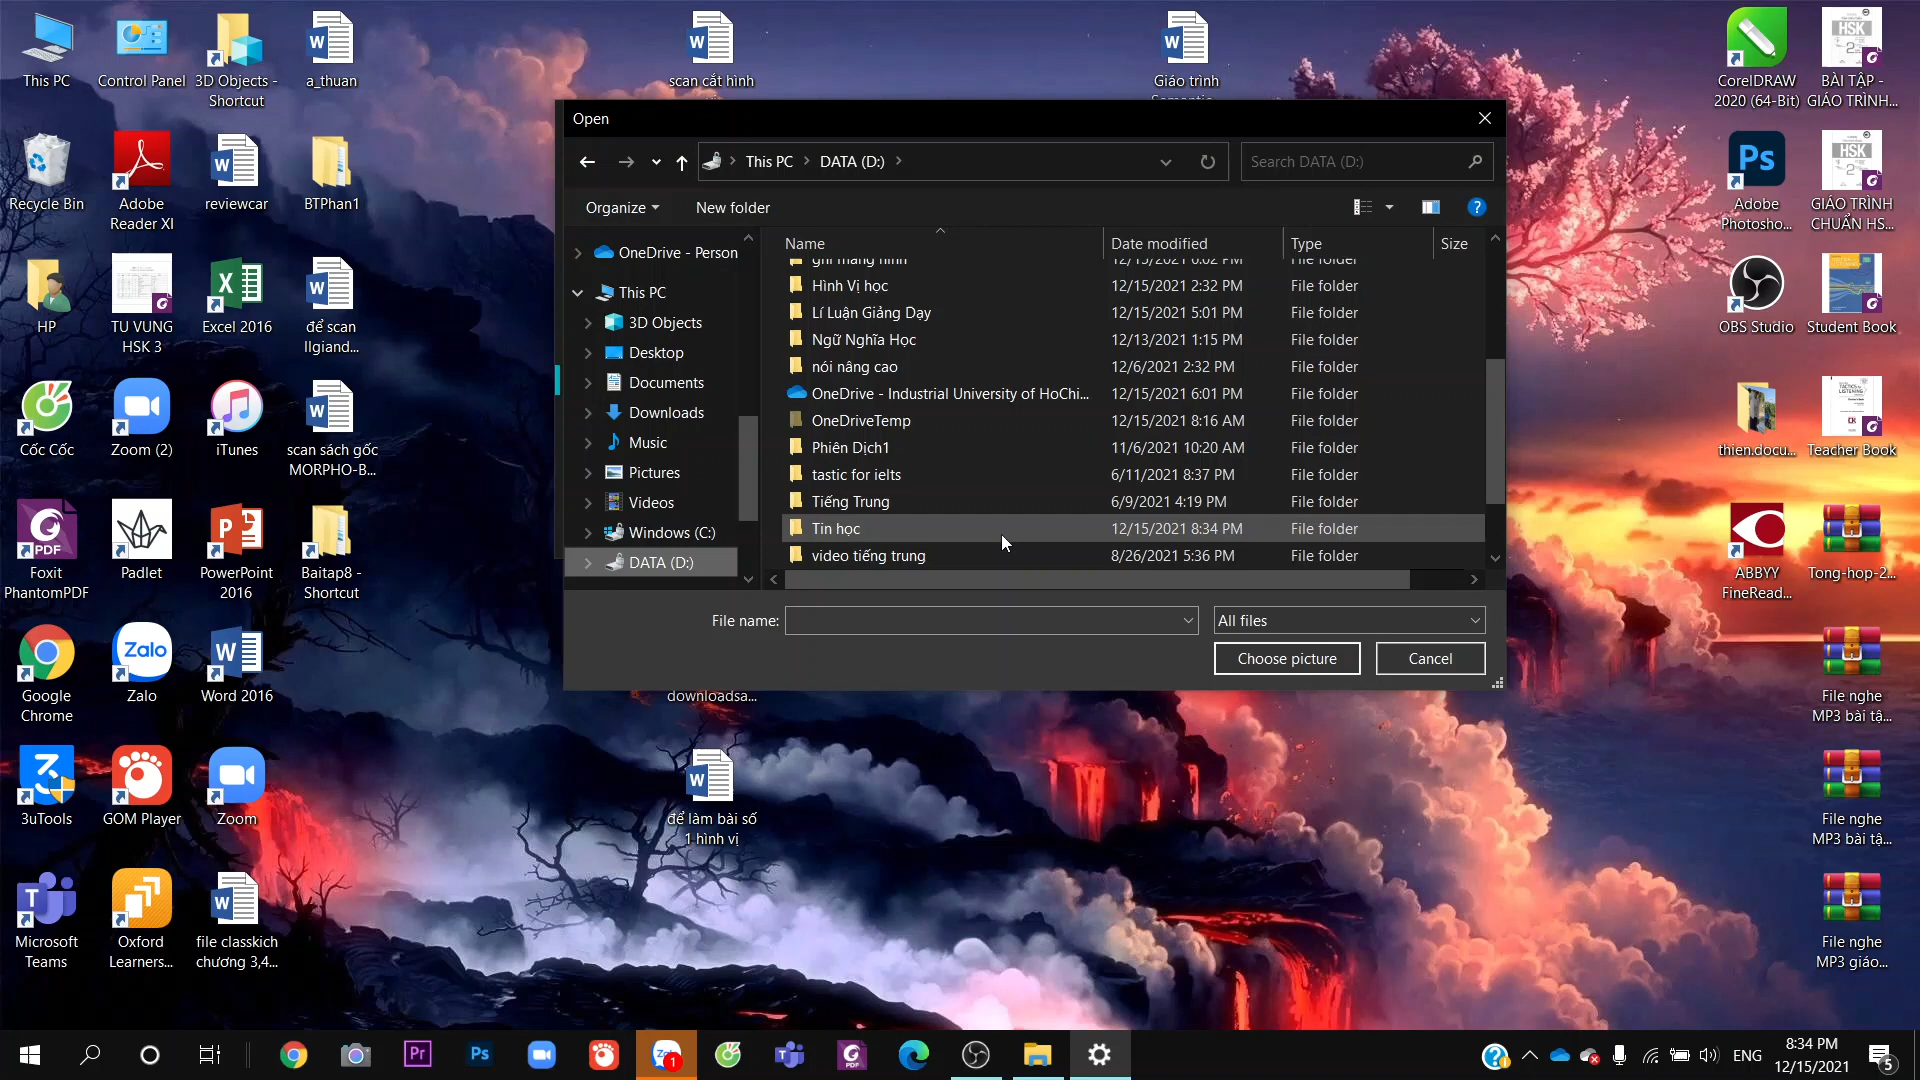 This PC
Control Panel
3D Objects -
Shortcut
a_thuan
scan cắt hình
Giáo trình
CorelDRAW
2020 (64-Bit)
BÀI TẬP -
GIÁO TRÌNH...
Recycle Bin
Adobe
Reader XI
reviewcar
BTPhan1
Adobe
Photosho...
GIÁO TRÌNH
CHUẨN HS...
HP
TU VUNG
HSK 3
Excel 2016
để scan
llgiand...
OBS Studio
Student Book
Cốc Cốc
Zoom (2)
iTunes
scan sách gốc
MORPHO-B...
thien.docu...
Teacher Book
Foxit
PhantomPDF
Padlet
PowerPoint
2016
Baitap8 -
Shortcut
ABBYY
FineRead...
Tong-hop-2...
Google
Chrome
Zalo
Word 2016
downloadsa...
File nghe
MP3 bài tậ...
3uTools
GOM Player
Zoom
để làm bài số
1 hình vị
File nghe
MP3 bài tậ...
Microsoft
Teams
Oxford
Learners...
file classkich
chương 3,4...
File nghe
MP3 giáo...
Open
This PC > DATA (D:) >
Search DATA (D:)
Organize
New folder
Name
Date modified
Type
Size
OneDrive - Person
This PC
3D Objects
Desktop
Documents
Downloads
Music
Pictures
Videos
Windows (C:)
DATA (D:)
ghi màng hình 12/15/2021 6:02 PM File folder
Hình Vị học 12/15/2021 2:32 PM File folder
Lí Luận Giảng Dạy 12/15/2021 5:01 PM File folder
Ngữ Nghĩa Học 12/13/2021 1:15 PM File folder
nói nâng cao 12/6/2021 2:32 PM File folder
OneDrive - Industrial University of HoChi... 12/15/2021 6:01 PM File folder
OneDriveTemp 12/15/2021 8:16 AM File folder
Phiên Dịch1 11/6/2021 10:20 AM File folder
tastic for ielts 6/11/2021 8:37 PM File folder
Tiếng Trung 6/9/2021 4:19 PM File folder
Tin học 12/15/2021 8:34 PM File folder
video tiếng trung 8/26/2021 5:36 PM File folder
File name:
All files
Choose picture
Cancel
ENG
8:34 PM
12/15/2021
5